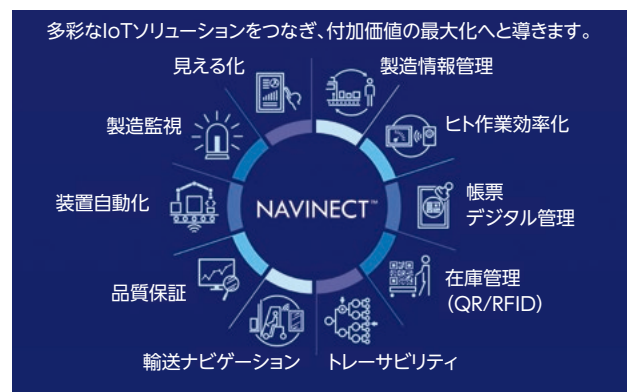 多彩なIoTソリューションをつなぎ、付加価値の最大化へと導きます。
見える化
製造情報管理
製造監視
ヒト作業効率化
装置自動化
NAVINECT™
帳票
デジタル管理
品質保証
在庫管理
(QR/RFID)
輸送ナビゲーション
トレーサビリティ